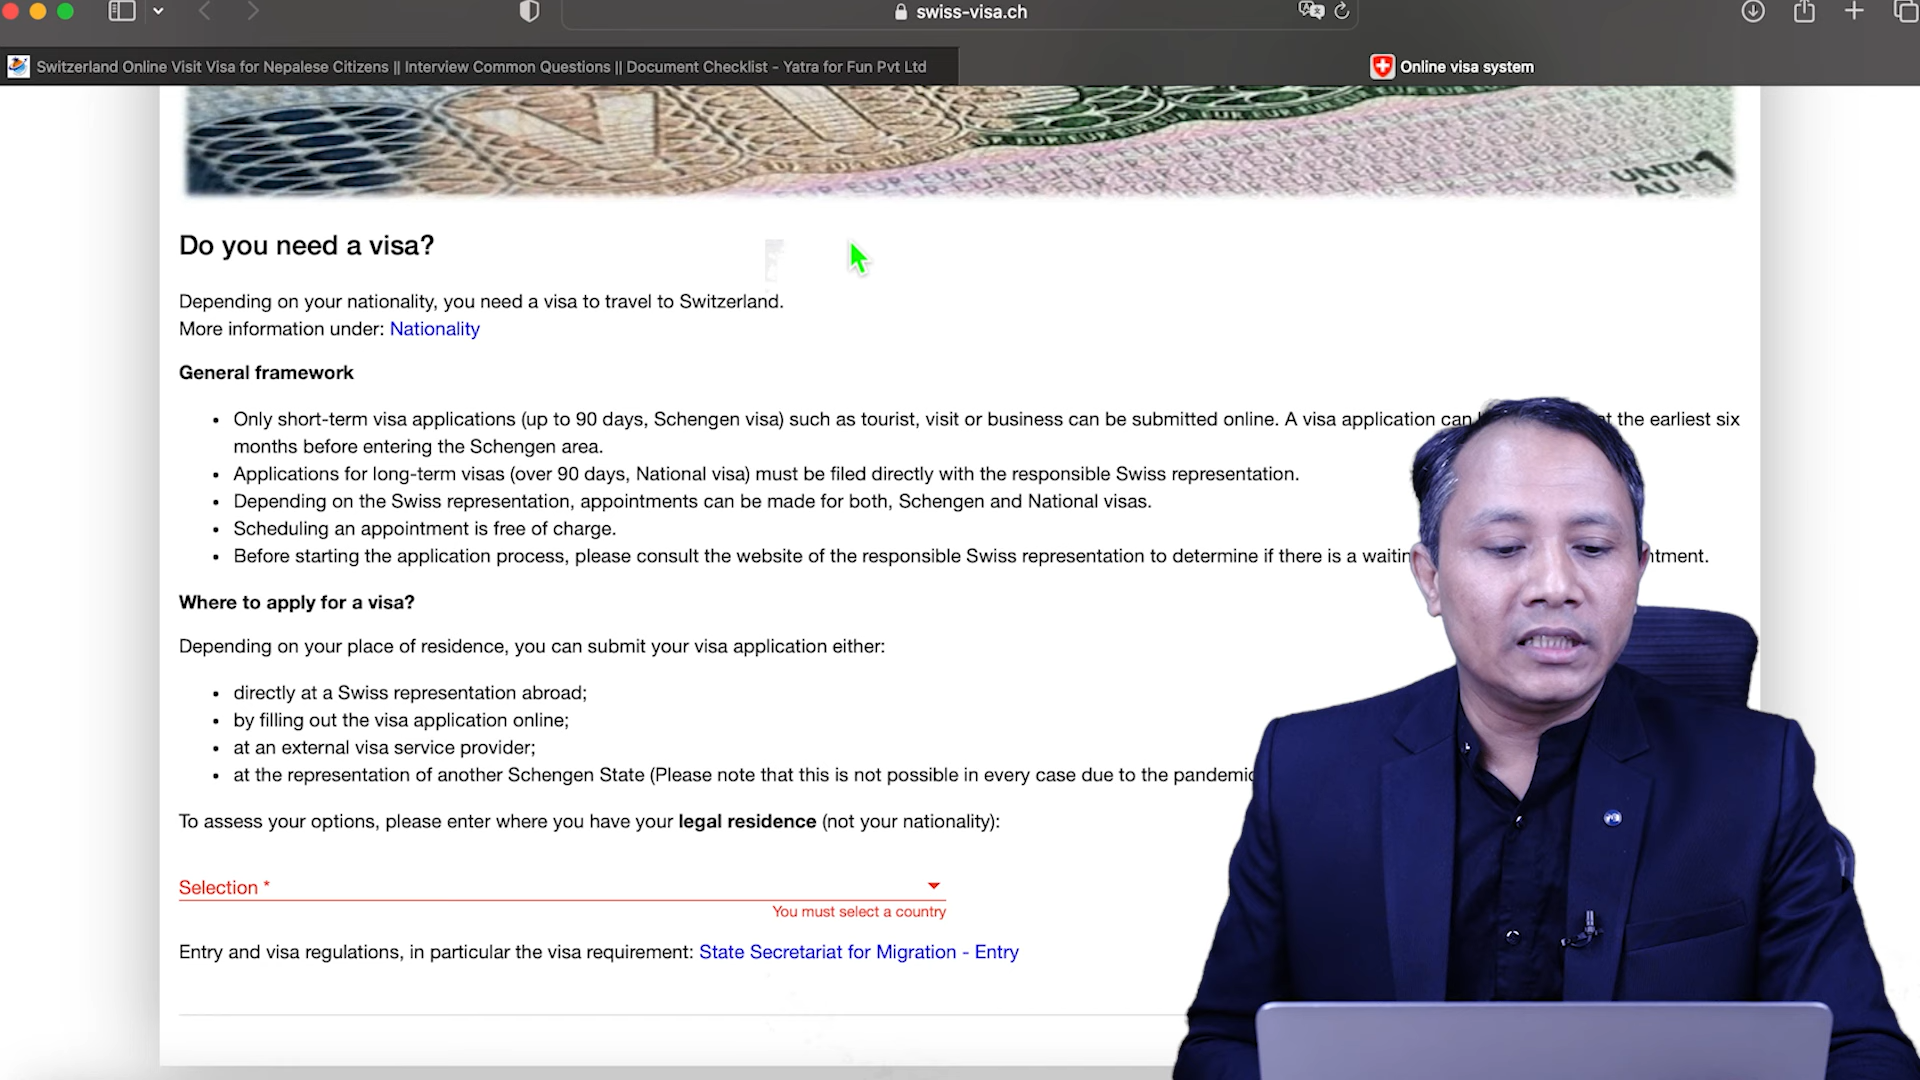 swiss-visa.ch
Switzerland Online Visit Visa for Nepalese Citizens || Interview Common Questions || Document Checklist - Yatra for Fun Pvt Ltd
Online visa system
UNTIL 1
AU
Do you need a visa?
Depending on your nationality, you need a visa to travel to Switzerland.
More information under: Nationality
General framework
• Only short-term visa applications (up to 90 days, Schengen visa) such as tourist, visit or business can be submitted online. A visa application can the earliest six
months before entering the Schengen area.
• Applications for long-term visas (over 90 days, National visa) must be filed directly with the responsible Swiss representation.
• Depending on the Swiss representation, appointments can be made for both, Schengen and National visas.
• Scheduling an appointment is free of charge.
• Before starting the application process, please consult the website of the responsible Swiss representation to determine if there is a
Where to apply for a visa?
Depending on your place of residence, you can submit your visa application either:
• directly at a Swiss representation abroad;
• by filling out the visa application online;
• at an external visa service provider;
• at the representation of another Schengen State (Please note that this is not possible in every case due to the
To assess your options, please enter where you have your legal residence (not your nationality):
Selection *
You must select a country
Entry and visa regulations, in particular the visa requirement: State Secretariat for Migration - Entry